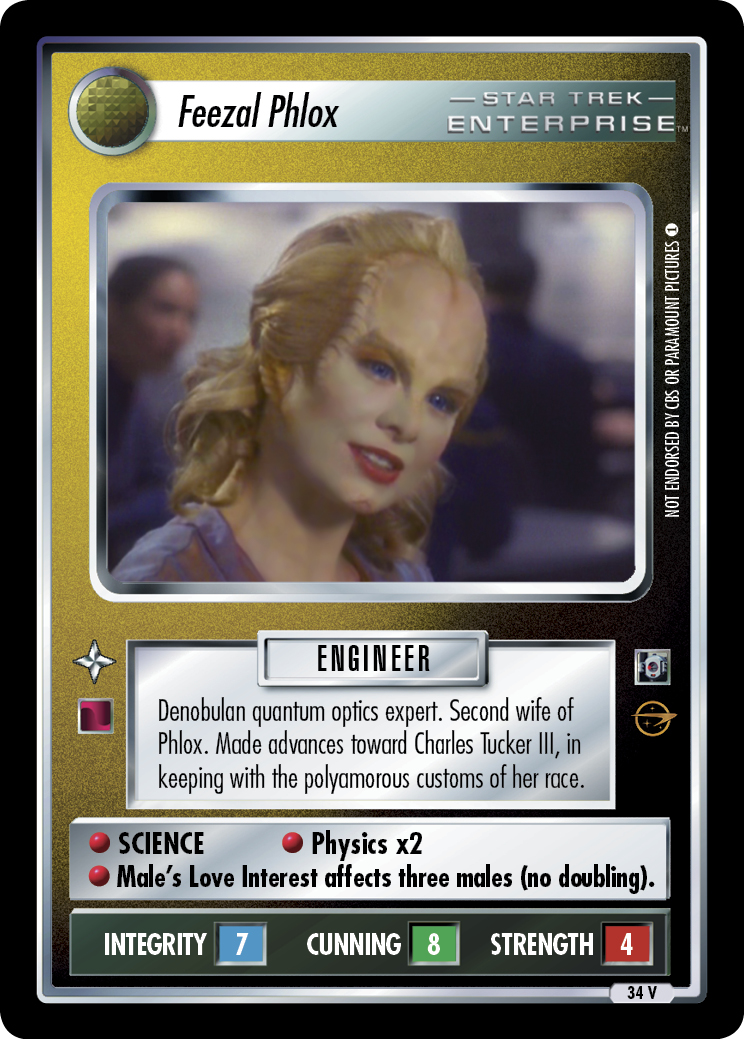 Feezal Phlox
STAR TREK
ENTERPRISE™
NOT ENDORSED BY CBS OR PARAMOUNT PICTURES 1
ENGINEER
Denobulan quantum optics expert. Second wife of
Phlox. Made advances toward Charles Tucker III, in
keeping with the polyamorous customs of her race.
SCIENCE Physics x2
Male's Love Interest affects three males (no doubling).
INTEGRITY 7 CUNNING 8 STRENGTH 4
34 V